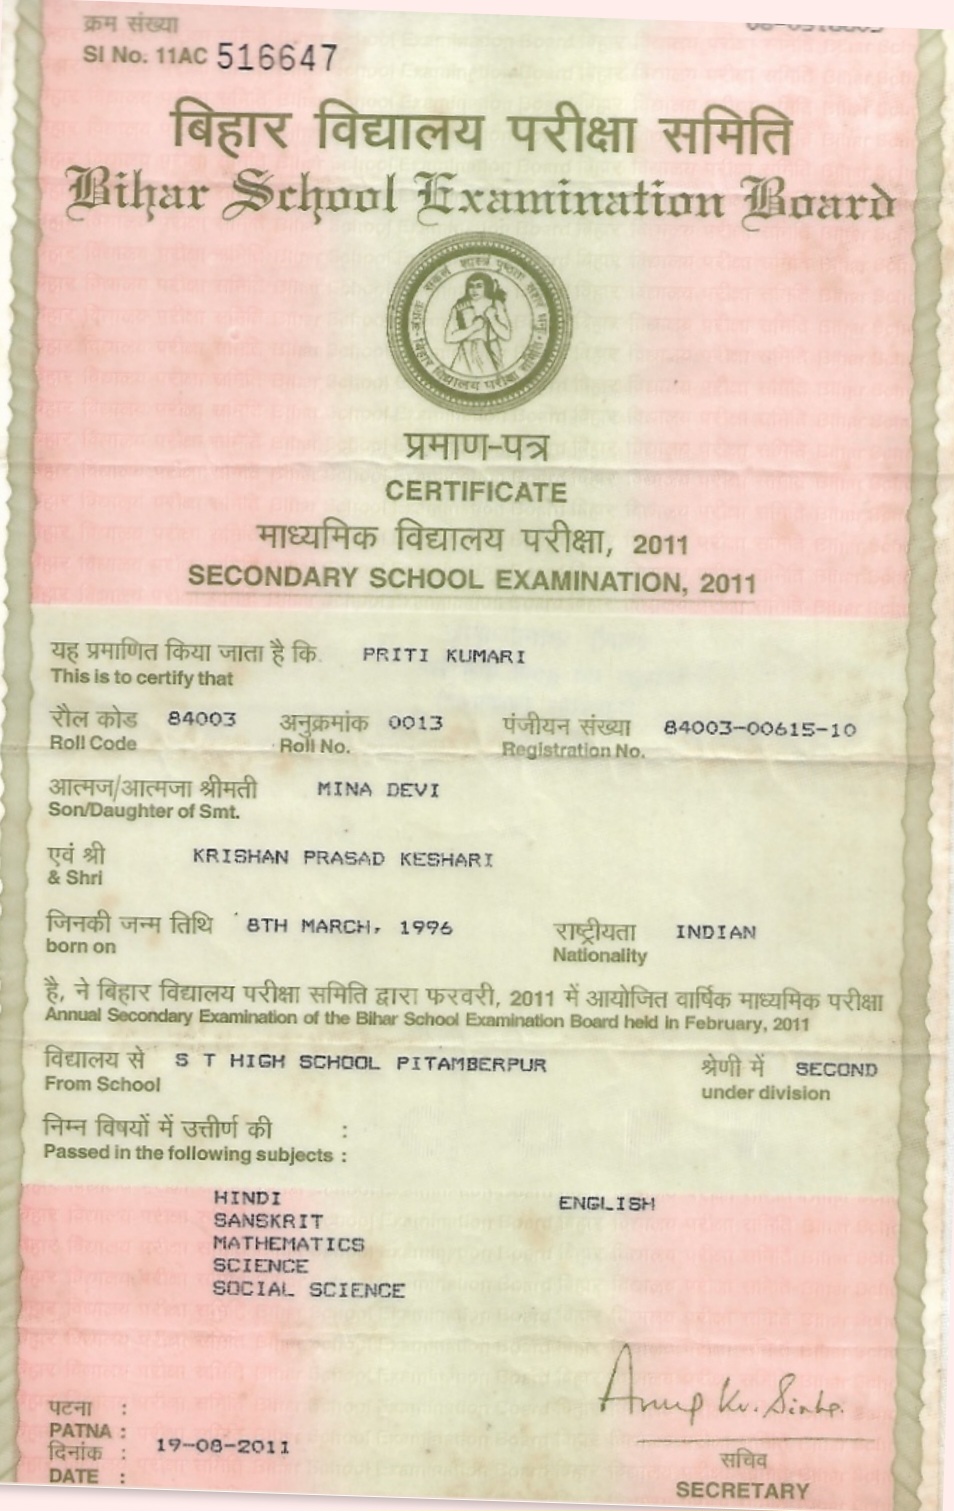 क्रम संख्या
SI No. 11AC 516647
बिहार विद्यालय परीक्षा समिति
Bihar School Examination Board
बिहार विद्यालय परीक्षा समिति
प्रमाण-पत्र
CERTIFICATE
माध्यमिक विद्यालय परीक्षा, 2011
SECONDARY SCHOOL EXAMINATION, 2011
यह प्रमाणित किया जाता है कि PRITI KUMARI
This is to certify that
रौल कोड 84003 अनुक्रमांक 0013 पंजीयन संख्या 84003-00615-10
Roll Code Roll No. Registration No.
आत्मज/आत्मजा श्रीमती MINA DEVI
Son/Daughter of Smt.
एवं श्री KRISHAN PRASAD KESHARI
& Shri
जिनकी जन्म तिथि 8TH MARCH, 1996 राष्ट्रीयता INDIAN
born on Nationality
है, ने बिहार विद्यालय परीक्षा समिति द्वारा फरवरी, 2011 में आयोजित वार्षिक माध्यमिक परीक्षा
Annual Secondary Examination of the Bihar School Examination Board held in February, 2011
विद्यालय से S T HIGH SCHOOL PITAMBERPUR श्रेणी में SECOND
From School under division
निम्न विषयों में उत्तीर्ण की :
Passed in the following subjects :
HINDI ENGLISH
SANSKRIT
MATHEMATICS
SCIENCE
SOCIAL SCIENCE
Anup Kr. Sinha.
पटना :
PATNA :
दिनांक : 19-08-2011
DATE :
सचिव
SECRETARY